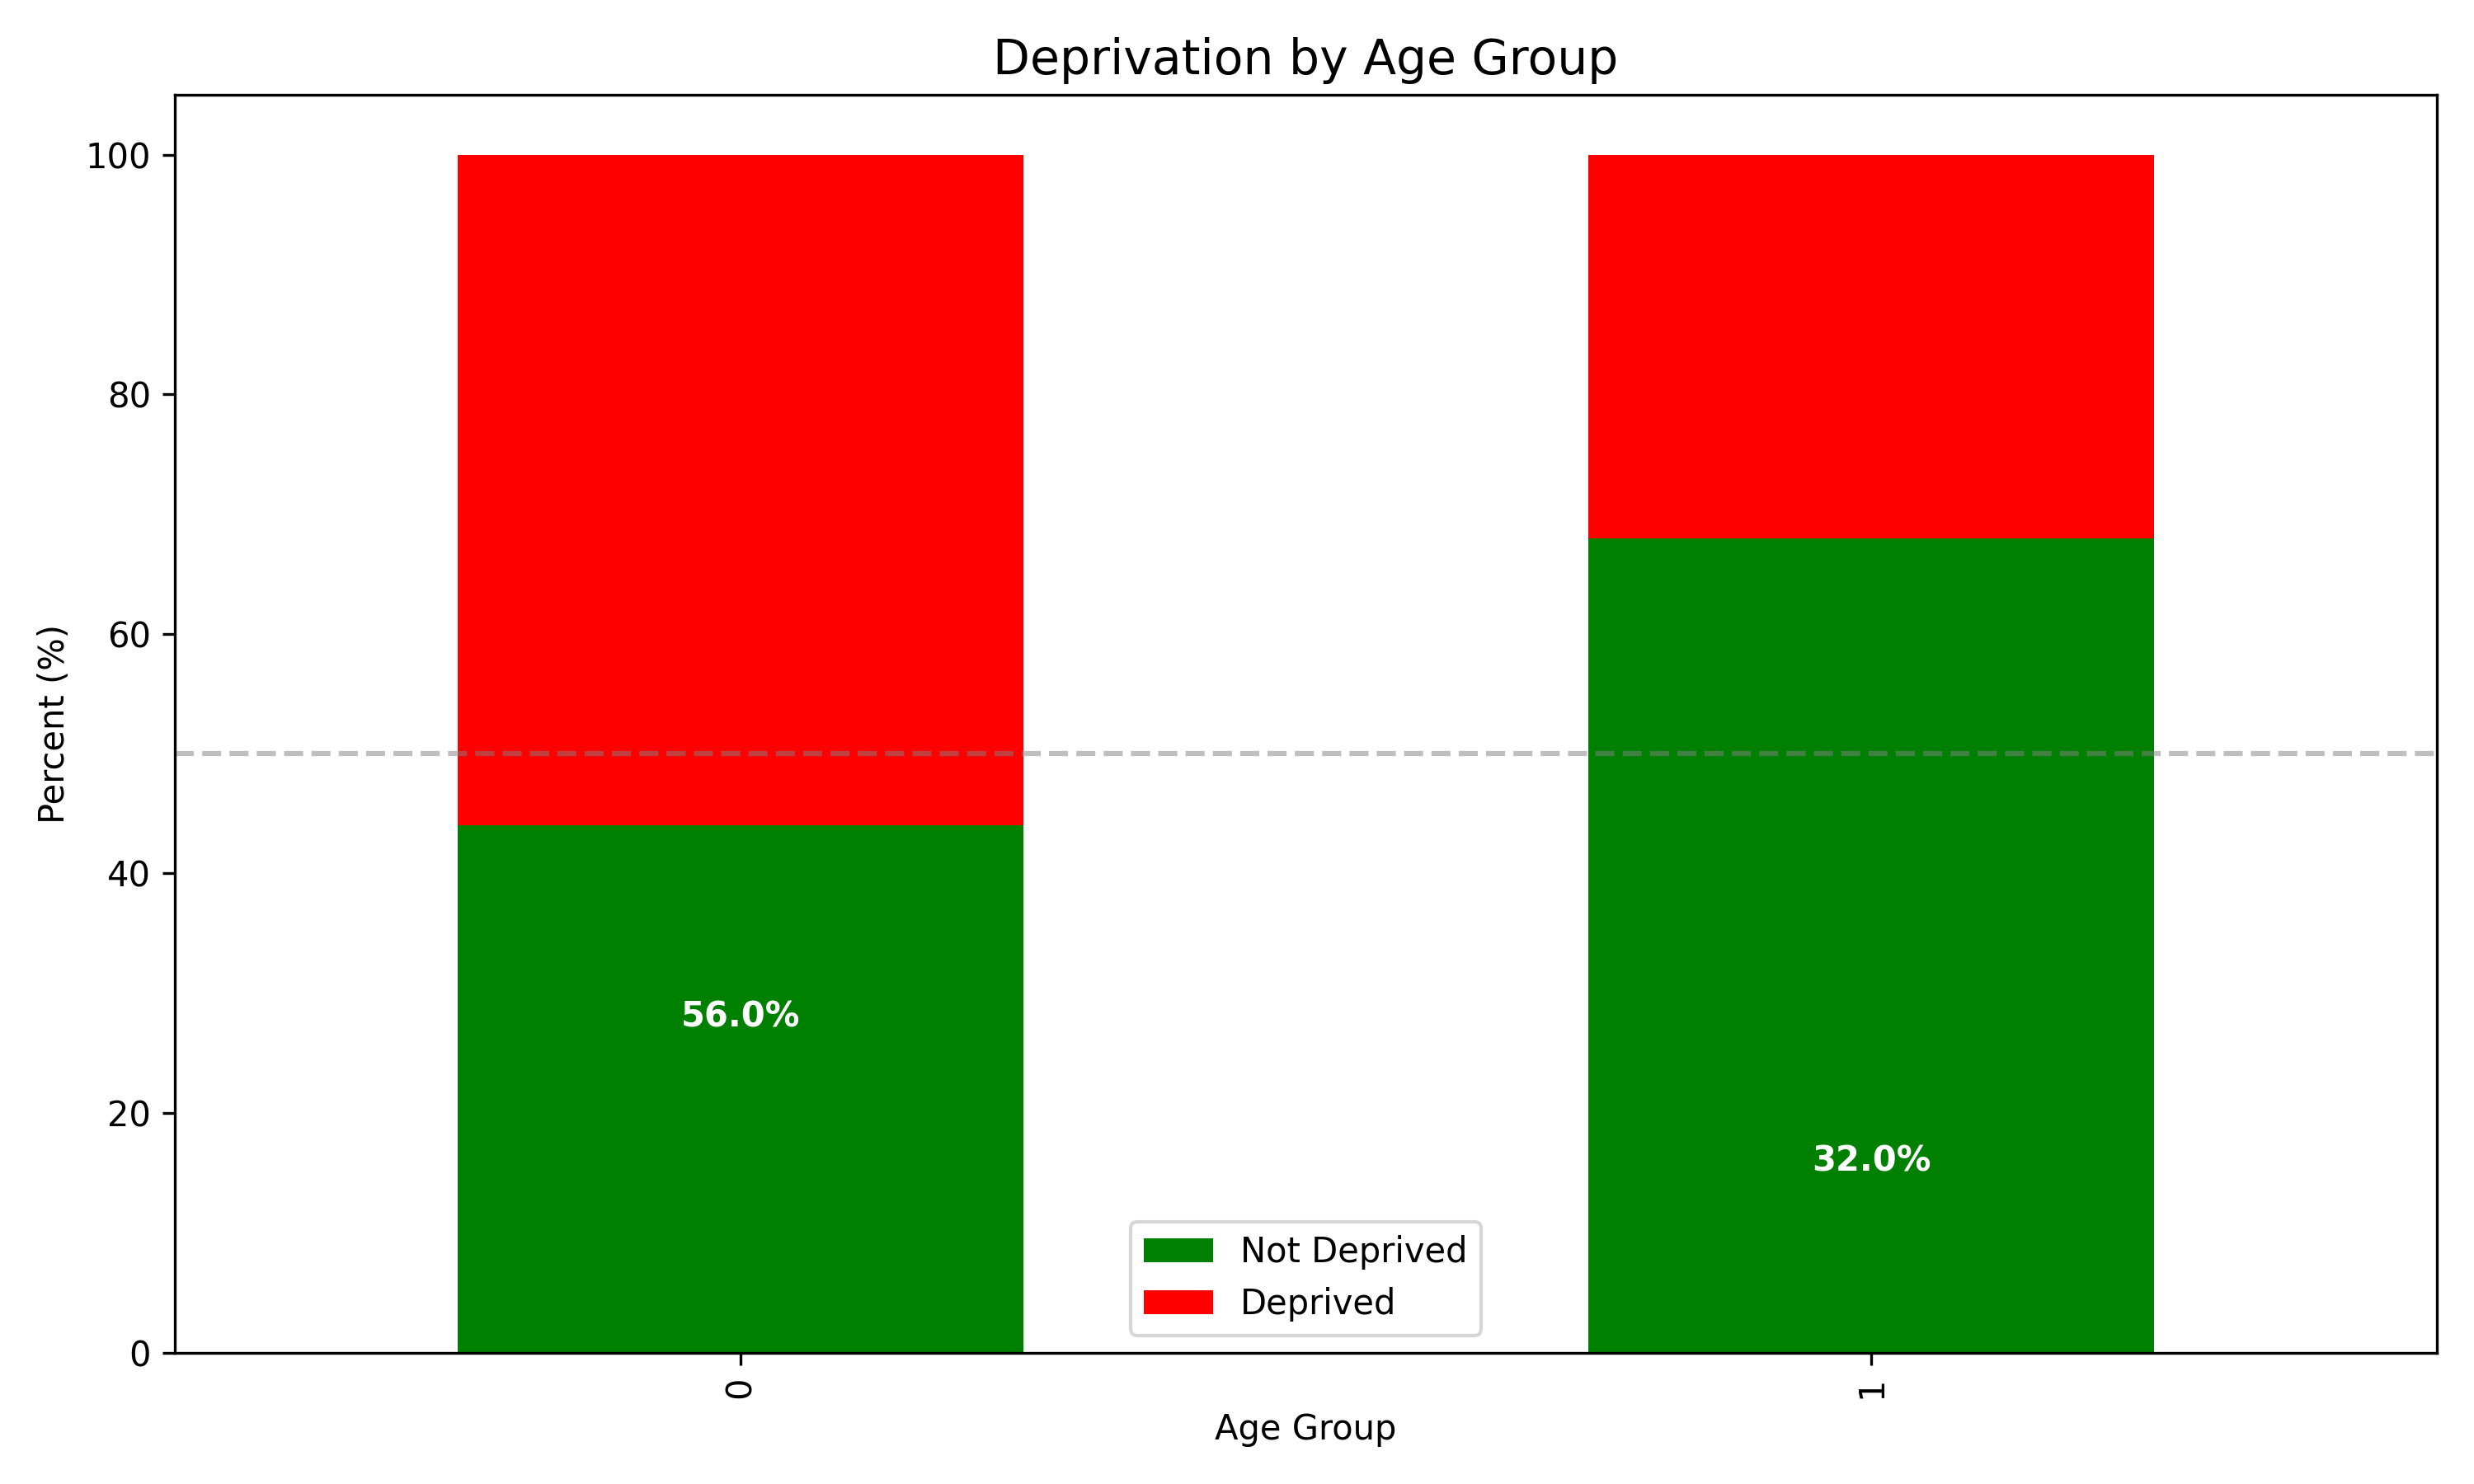 Deprivation by Age Group
Percent (%)
100
80
60
40
20
0
56.0%
32.0%
Not Deprived
Deprived
0
1
Age Group